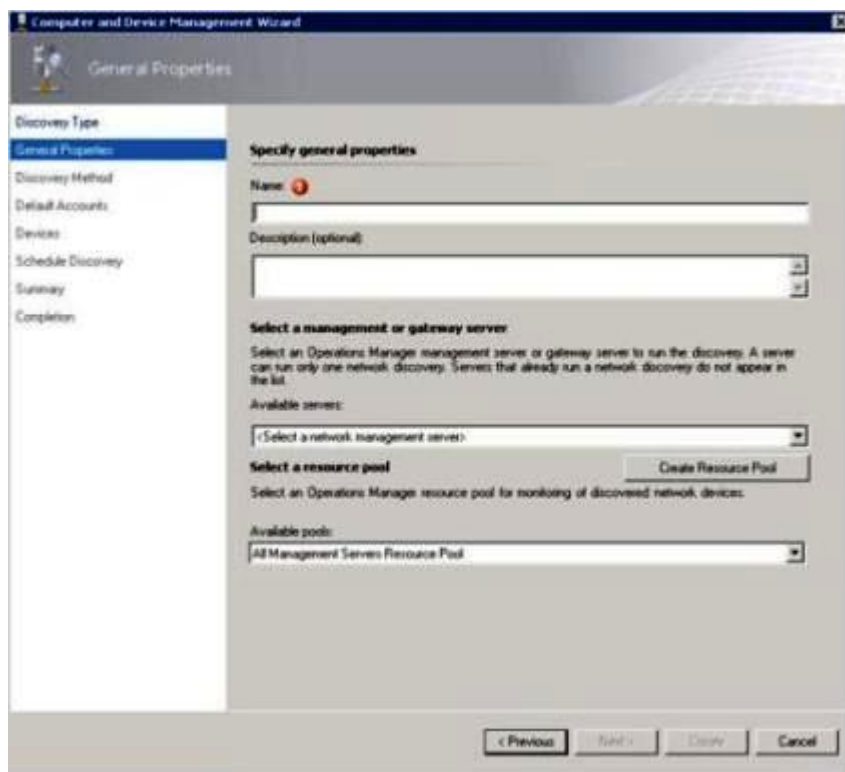 Computer and Device Management Wizard
General Properties
Discovery Type
General Properties
Discovery Method
Default Accounts
Devices
Schedule Discovery
Summary
Completion
Specify general properties
Name:
Description (optional):
Select a management or gateway server
Select an Operations Manager management server or gateway server to run the discovery. A server
can run only one network discovery. Servers that already run a network discovery do not appear in
the list.
Available servers:
<Select a network management server>
Select a resource pool
Create Resource Pool
Select an Operations Manager resource pool for monitoring of discovered network devices.
Available pools:
All Management Servers Resource Pool
< Previous
Next >
Create
Cancel